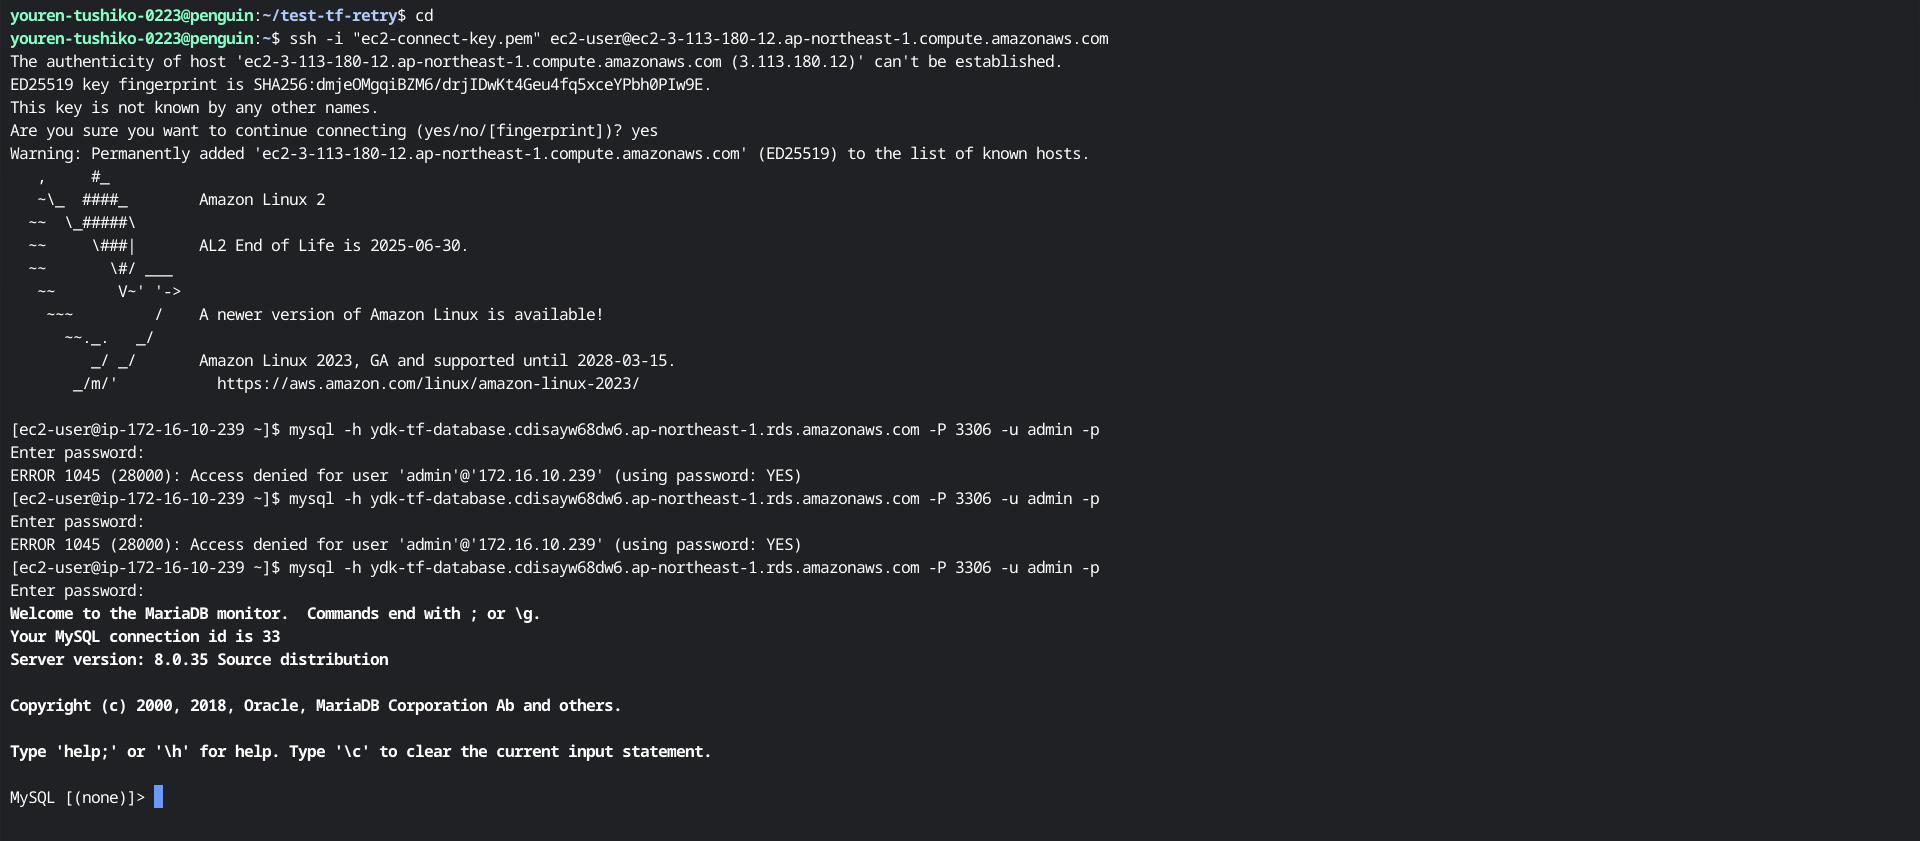 youren-tushiko-0223@penguin:~/test-tf-retry$ cd
youren-tushiko-0223@penguin:~$ ssh -i "ec2-connect-key.pem" ec2-user@ec2-3-113-180-12.ap-northeast-1.compute.amazonaws.com
The authenticity of host 'ec2-3-113-180-12.ap-northeast-1.compute.amazonaws.com (3.113.180.12)' can't be established.
ED25519 key fingerprint is SHA256:dmjeOMgqiBZM6/drjIDwKt4Geu4fq5xceYPbh0PIw9E.
This key is not known by any other names.
Are you sure you want to continue connecting (yes/no/[fingerprint])? yes
Warning: Permanently added 'ec2-3-113-180-12.ap-northeast-1.compute.amazonaws.com' (ED25519) to the list of known hosts.
   ,     #_
   ~\_  ####_        Amazon Linux 2
  ~~  \_#####\
  ~~     \###|       AL2 End of Life is 2025-06-30.
  ~~       \#/ ___
   ~~       V~' '->
    ~~~         /    A newer version of Amazon Linux is available!
      ~~._.   _/
         _/ _/       Amazon Linux 2023, GA and supported until 2028-03-15.
       _/m/'           https://aws.amazon.com/linux/amazon-linux-2023/
[ec2-user@ip-172-16-10-239 ~]$ mysql -h ydk-tf-database.cdisayw68dw6.ap-northeast-1.rds.amazonaws.com -P 3306 -u admin -p
Enter password:
ERROR 1045 (28000): Access denied for user 'admin'@'172.16.10.239' (using password: YES)
[ec2-user@ip-172-16-10-239 ~]$ mysql -h ydk-tf-database.cdisayw68dw6.ap-northeast-1.rds.amazonaws.com -P 3306 -u admin -p
Enter password:
ERROR 1045 (28000): Access denied for user 'admin'@'172.16.10.239' (using password: YES)
[ec2-user@ip-172-16-10-239 ~]$ mysql -h ydk-tf-database.cdisayw68dw6.ap-northeast-1.rds.amazonaws.com -P 3306 -u admin -p
Enter password:
Welcome to the MariaDB monitor.  Commands end with ; or \g.
Your MySQL connection id is 33
Server version: 8.0.35 Source distribution
Copyright (c) 2000, 2018, Oracle, MariaDB Corporation Ab and others.
Type 'help;' or '\h' for help. Type '\c' to clear the current input statement.
MySQL [(none)]>